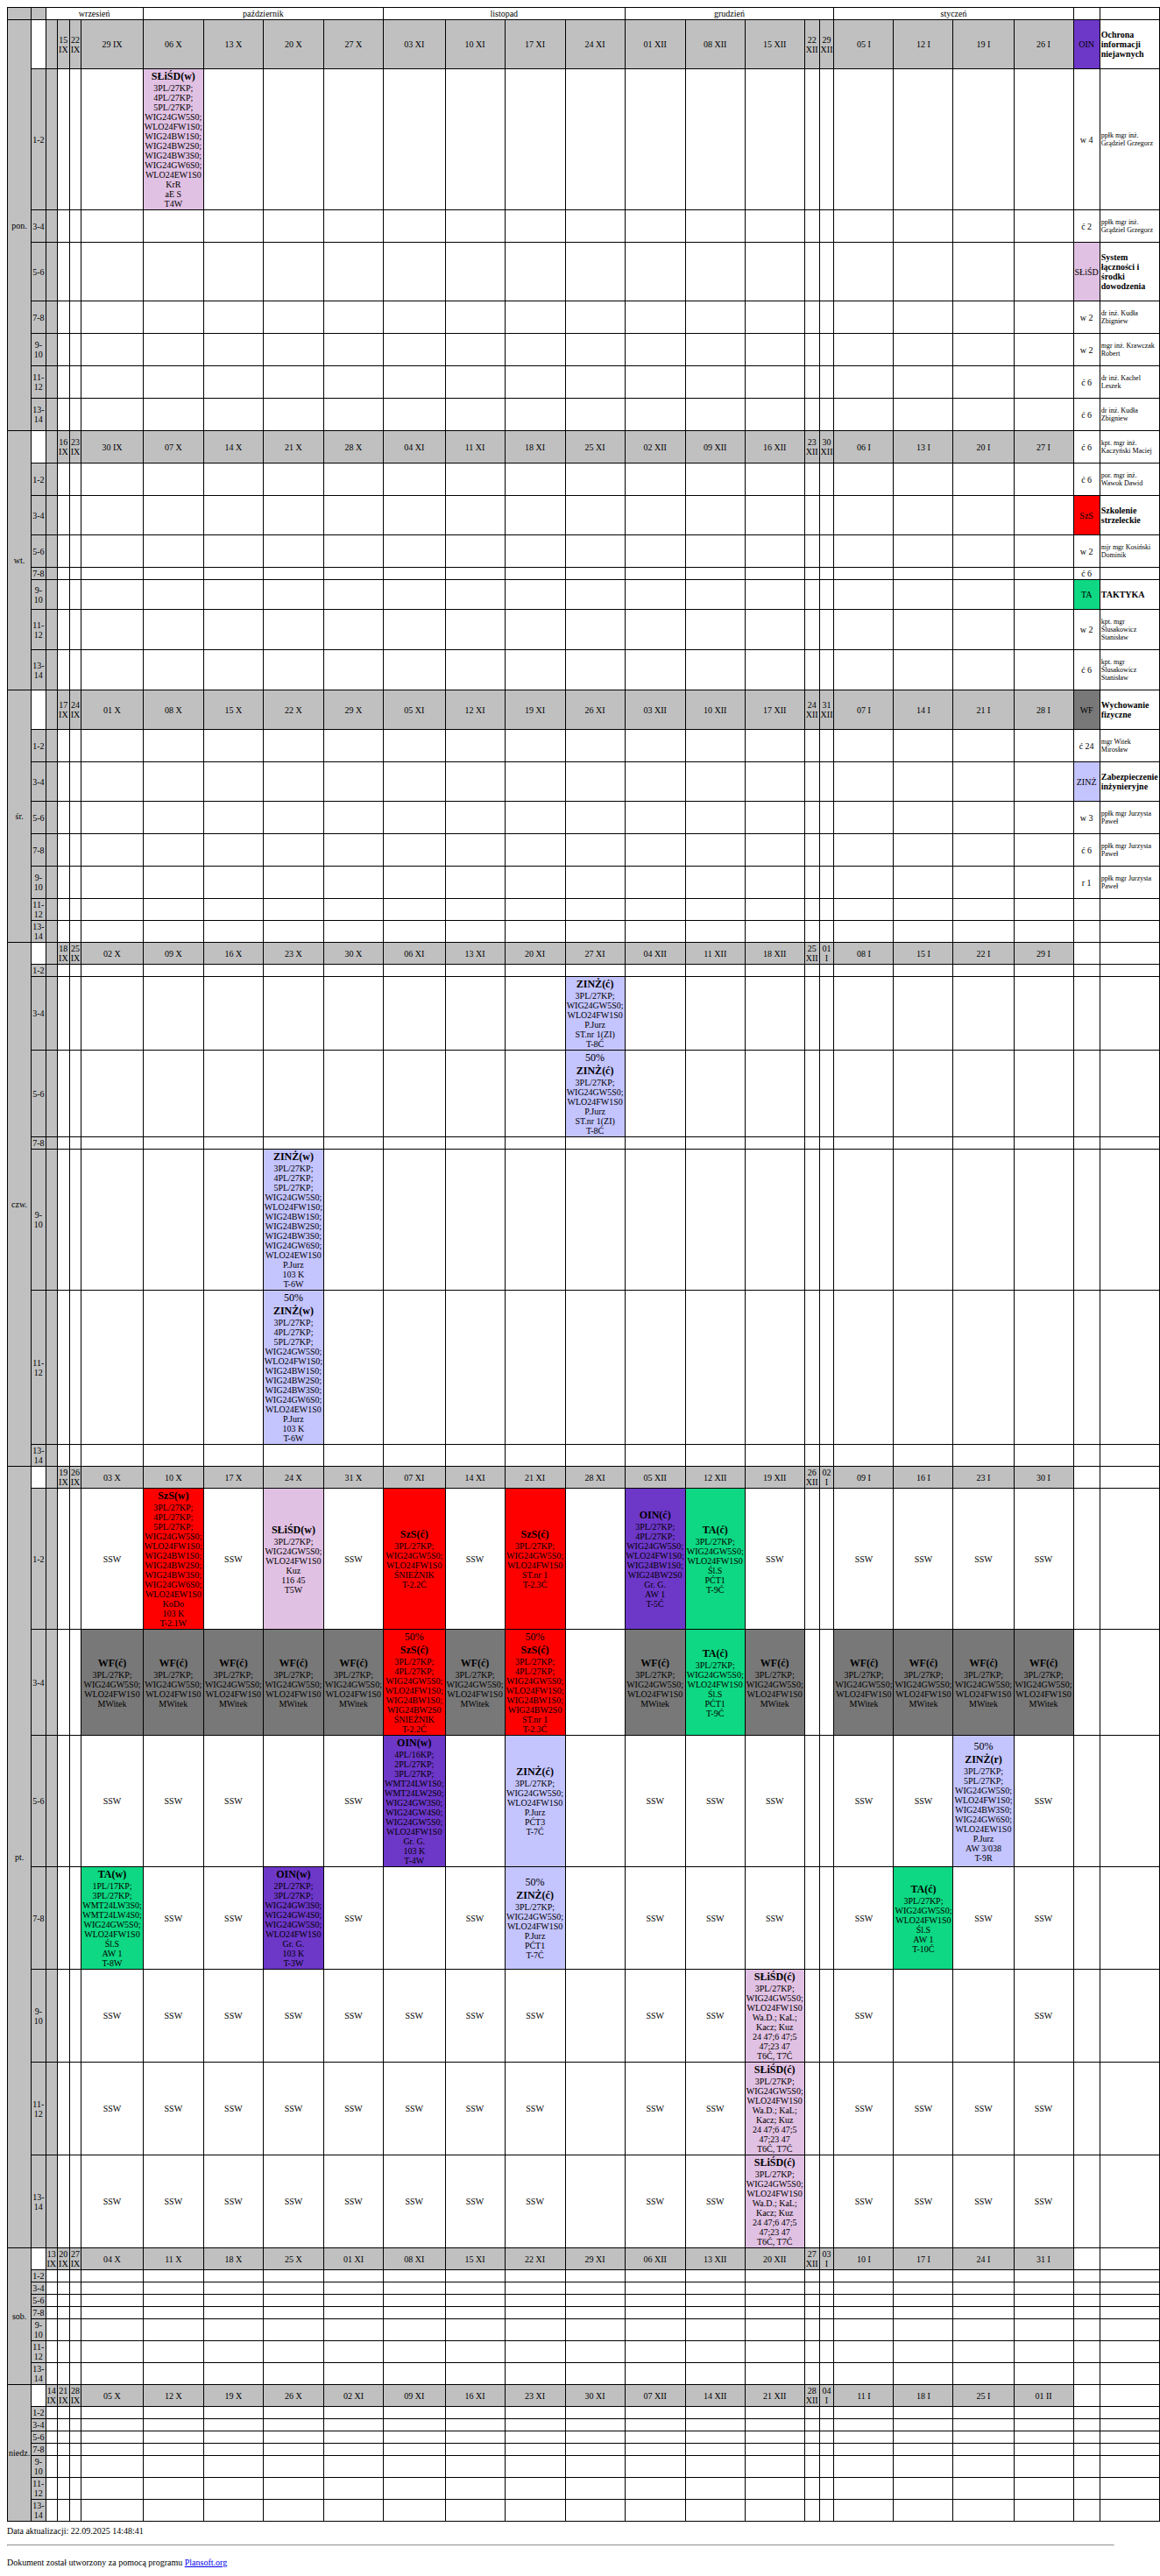 wrzesień październik listopad grudzień styczeń
pon. 15 IX 22 IX 29 IX 06 X 13 X 20 X 27 X 03 XI 10 XI 17 XI 24 XI 01 XII 08 XII 15 XII 22 XII 29 XII 05 I 12 I 19 I 26 I OIN Ochrona informacji niejawnych
1-2
SŁiŚD(w)
3PL/27KP;
4PL/27KP;
5PL/27KP;
WIG24GW5S0;
WLO24FW1S0;
WIG24BW1S0;
WIG24BW2S0;
WIG24BW3S0;
WIG24GW6S0;
WLO24EW1S0
KrR
aE S
T4W
w 4 ppłk mgr inż. Grądziel Grzegorz
3-4 ć 2 ppłk mgr inż. Grądziel Grzegorz
5-6 SŁiŚD System łączności i środki dowodzenia
7-8 w 2 dr inż. Kudła Zbigniew
9-10 w 2 mgr inż. Krawczak Robert
11-12 ć 6 dr inż. Kachel Leszek
13-14 ć 6 dr inż. Kudła Zbigniew
wt. 16 IX 23 IX 30 IX 07 X 14 X 21 X 28 X 04 XI 11 XI 18 XI 25 XI 02 XII 09 XII 16 XII 23 XII 30 XII 06 I 13 I 20 I 27 I ć 6 kpt. mgr inż. Kaczyński Maciej
1-2 ć 6 por. mgr inż. Wawuk Dawid
3-4 SzS Szkolenie strzeleckie
5-6 w 2 mjr mgr Kosiński Dominik
7-8 ć 6
9-10 TA TAKTYKA
11-12 w 2 kpt. mgr Ślusakowicz Stanisław
13-14 ć 6 kpt. mgr Ślusakowicz Stanisław
śr. 17 IX 24 IX 01 X 08 X 15 X 22 X 29 X 05 XI 12 XI 19 XI 26 XI 03 XII 10 XII 17 XII 24 XII 31 XII 07 I 14 I 21 I 28 I WF Wychowanie fizyczne
1-2 ć 24 mgr Witek Mirosław
3-4 ZINŻ Zabezpieczenie inżynieryjne
5-6 w 3 ppłk mgr Jurzysta Paweł
7-8 ć 6 ppłk mgr Jurzysta Paweł
9-10 r 1 ppłk mgr Jurzysta Paweł
11-12
13-14
czw. 18 IX 25 IX 02 X 09 X 16 X 23 X 30 X 06 XI 13 XI 20 XI 27 XI 04 XII 11 XII 18 XII 25 XII 01 I 08 I 15 I 22 I 29 I
1-2
3-4
ZINŻ(ć)
3PL/27KP;
WIG24GW5S0;
WLO24FW1S0
P.Jurz
ST.nr 1(ZI)
T-8Ć
5-6
50%
ZINŻ(ć)
3PL/27KP;
WIG24GW5S0;
WLO24FW1S0
P.Jurz
ST.nr 1(ZI)
T-8Ć
7-8
9-10
ZINŻ(w)
3PL/27KP;
4PL/27KP;
5PL/27KP;
WIG24GW5S0;
WLO24FW1S0;
WIG24BW1S0;
WIG24BW2S0;
WIG24BW3S0;
WIG24GW6S0;
WLO24EW1S0
P.Jurz
103 K
T-6W
11-12
50%
ZINŻ(w)
3PL/27KP;
4PL/27KP;
5PL/27KP;
WIG24GW5S0;
WLO24FW1S0;
WIG24BW1S0;
WIG24BW2S0;
WIG24BW3S0;
WIG24GW6S0;
WLO24EW1S0
P.Jurz
103 K
T-6W
13-14
pt. 19 IX 26 IX 03 X 10 X 17 X 24 X 31 X 07 XI 14 XI 21 XI 28 XI 05 XII 12 XII 19 XII 26 XII 02 I 09 I 16 I 23 I 30 I
1-2
SSW
SzS(w)
3PL/27KP;
4PL/27KP;
5PL/27KP;
WIG24GW5S0;
WLO24FW1S0;
WIG24BW1S0;
WIG24BW2S0;
WIG24BW3S0;
WIG24GW6S0;
WLO24EW1S0
KoDo
103 K
T-2.1W
SSW
SŁiŚD(w)
3PL/27KP;
WIG24GW5S0;
WLO24FW1S0
Kuz
116 45
T5W
SSW
SzS(ć)
3PL/27KP;
WIG24GW5S0;
WLO24FW1S0
ŚNIEŻNIK
T-2.2Ć
SSW
SzS(ć)
3PL/27KP;
WIG24GW5S0;
WLO24FW1S0
ST.nr 1
T-2.3Ć
OIN(ć)
3PL/27KP;
4PL/27KP;
WIG24GW5S0;
WLO24FW1S0;
WIG24BW1S0;
WIG24BW2S0
Gr. G.
AW 1
T-5Ć
TA(ć)
3PL/27KP;
WIG24GW5S0;
WLO24FW1S0
Śl.S
PĆT1
T-9Ć
SSW SSW SSW SSW SSW
3-4
WF(ć) WF(ć) WF(ć) WF(ć) WF(ć)
3PL/27KP; 3PL/27KP; 3PL/27KP; 3PL/27KP; 3PL/27KP;
WIG24GW5S0; WIG24GW5S0; WIG24GW5S0; WIG24GW5S0; WIG24GW5S0;
WLO24FW1S0 WLO24FW1S0 WLO24FW1S0 WLO24FW1S0 WLO24FW1S0
MWitek MWitek MWitek MWitek MWitek
50%
SzS(ć)
3PL/27KP;
4PL/27KP;
WIG24GW5S0;
WLO24FW1S0;
WIG24BW1S0;
WIG24BW2S0
ŚNIEŻNIK
T-2.2Ć
WF(ć)
3PL/27KP;
WIG24GW5S0;
WLO24FW1S0
MWitek
50%
SzS(ć)
3PL/27KP;
4PL/27KP;
WIG24GW5S0;
WLO24FW1S0;
WIG24BW1S0;
WIG24BW2S0
ST.nr 1
T-2.3Ć
WF(ć)
3PL/27KP;
WIG24GW5S0;
WLO24FW1S0
MWitek
TA(ć)
3PL/27KP;
WIG24GW5S0;
WLO24FW1S0
Śl.S
PĆT1
T-9Ć
WF(ć) WF(ć) WF(ć) WF(ć) WF(ć)
3PL/27KP; 3PL/27KP; 3PL/27KP; 3PL/27KP; 3PL/27KP;
WIG24GW5S0; WIG24GW5S0; WIG24GW5S0; WIG24GW5S0; WIG24GW5S0;
WLO24FW1S0 WLO24FW1S0 WLO24FW1S0 WLO24FW1S0 WLO24FW1S0
MWitek MWitek MWitek MWitek MWitek
5-6
SSW SSW SSW SSW
OIN(w)
4PL/16KP;
2PL/27KP;
3PL/27KP;
WMT24LW1S0;
WMT24LW2S0;
WIG24GW3S0;
WIG24GW4S0;
WIG24GW5S0;
WLO24FW1S0
Gr. G.
103 K
T-4W
ZINŻ(ć)
3PL/27KP;
WIG24GW5S0;
WLO24FW1S0
P.Jurz
PĆT3
T-7Ć
SSW SSW SSW SSW SSW
50%
ZINŻ(r)
3PL/27KP;
5PL/27KP;
WIG24GW5S0;
WLO24FW1S0;
WIG24BW3S0;
WIG24GW6S0;
WLO24EW1S0
P.Jurz
AW 3/038
T-9R
SSW
7-8
TA(w)
1PL/17KP;
3PL/27KP;
WMT24LW3S0;
WMT24LW4S0;
WIG24GW5S0;
WLO24FW1S0
Śl.S
AW 1
T-8W
SSW SSW
OIN(w)
2PL/27KP;
3PL/27KP;
WIG24GW3S0;
WIG24GW4S0;
WIG24GW5S0;
WLO24FW1S0
Gr. G.
103 K
T-3W
SSW SSW
50%
ZINŻ(ć)
3PL/27KP;
WIG24GW5S0;
WLO24FW1S0
P.Jurz
PĆT1
T-7Ć
SSW SSW SSW SSW
TA(ć)
3PL/27KP;
WIG24GW5S0;
WLO24FW1S0
Śl.S
AW 1
T-10Ć
SSW SSW
9-10
SSW SSW SSW SSW SSW SSW SSW SSW SSW SSW
SŁiŚD(ć)
3PL/27KP;
WIG24GW5S0;
WLO24FW1S0
Wa.D.; KaL;
Kacz; Kuz
24 47;6 47;5
47;23 47
T6Ć, T7Ć
SSW SSW
11-12
SSW SSW SSW SSW SSW SSW SSW SSW SSW SSW
SŁiŚD(ć)
3PL/27KP;
WIG24GW5S0;
WLO24FW1S0
Wa.D.; KaL;
Kacz; Kuz
24 47;6 47;5
47;23 47
T6Ć, T7Ć
SSW SSW SSW SSW
13-14
SSW SSW SSW SSW SSW SSW SSW SSW SSW SSW
SŁiŚD(ć)
3PL/27KP;
WIG24GW5S0;
WLO24FW1S0
Wa.D.; KaL;
Kacz; Kuz
24 47;6 47;5
47;23 47
T6Ć, T7Ć
SSW SSW SSW SSW
sob. 13 IX 20 IX 27 IX 04 X 11 X 18 X 25 X 01 XI 08 XI 15 XI 22 XI 29 XI 06 XII 13 XII 20 XII 27 XII 03 I 10 I 17 I 24 I 31 I
1-2
3-4
5-6
7-8
9-10
11-12
13-14
niedz. 14 IX 21 IX 28 IX 05 X 12 X 19 X 26 X 02 XI 09 XI 16 XI 23 XI 30 XI 07 XII 14 XII 21 XII 28 XII 04 I 11 I 18 I 25 I 01 II
1-2
3-4
5-6
7-8
9-10
11-12
13-14
Data aktualizacji: 22.09.2025 14:48:41
Dokument został utworzony za pomocą programu Plansoft.org